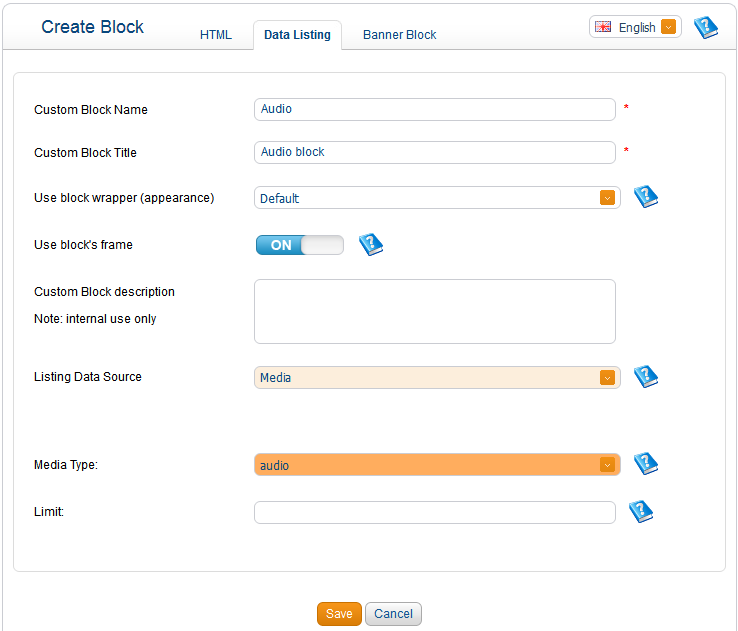 Create Block
HTML
Data Listing
Banner Block
English
Custom Block Name
Audio
*
Custom Block Title
Audio block
*
Use block wrapper (appearance)
Default
Use block's frame
ON
Custom Block description
Note: internal use only
Listing Data Source
Media
Media Type:
audio
Limit:
Save
Cancel